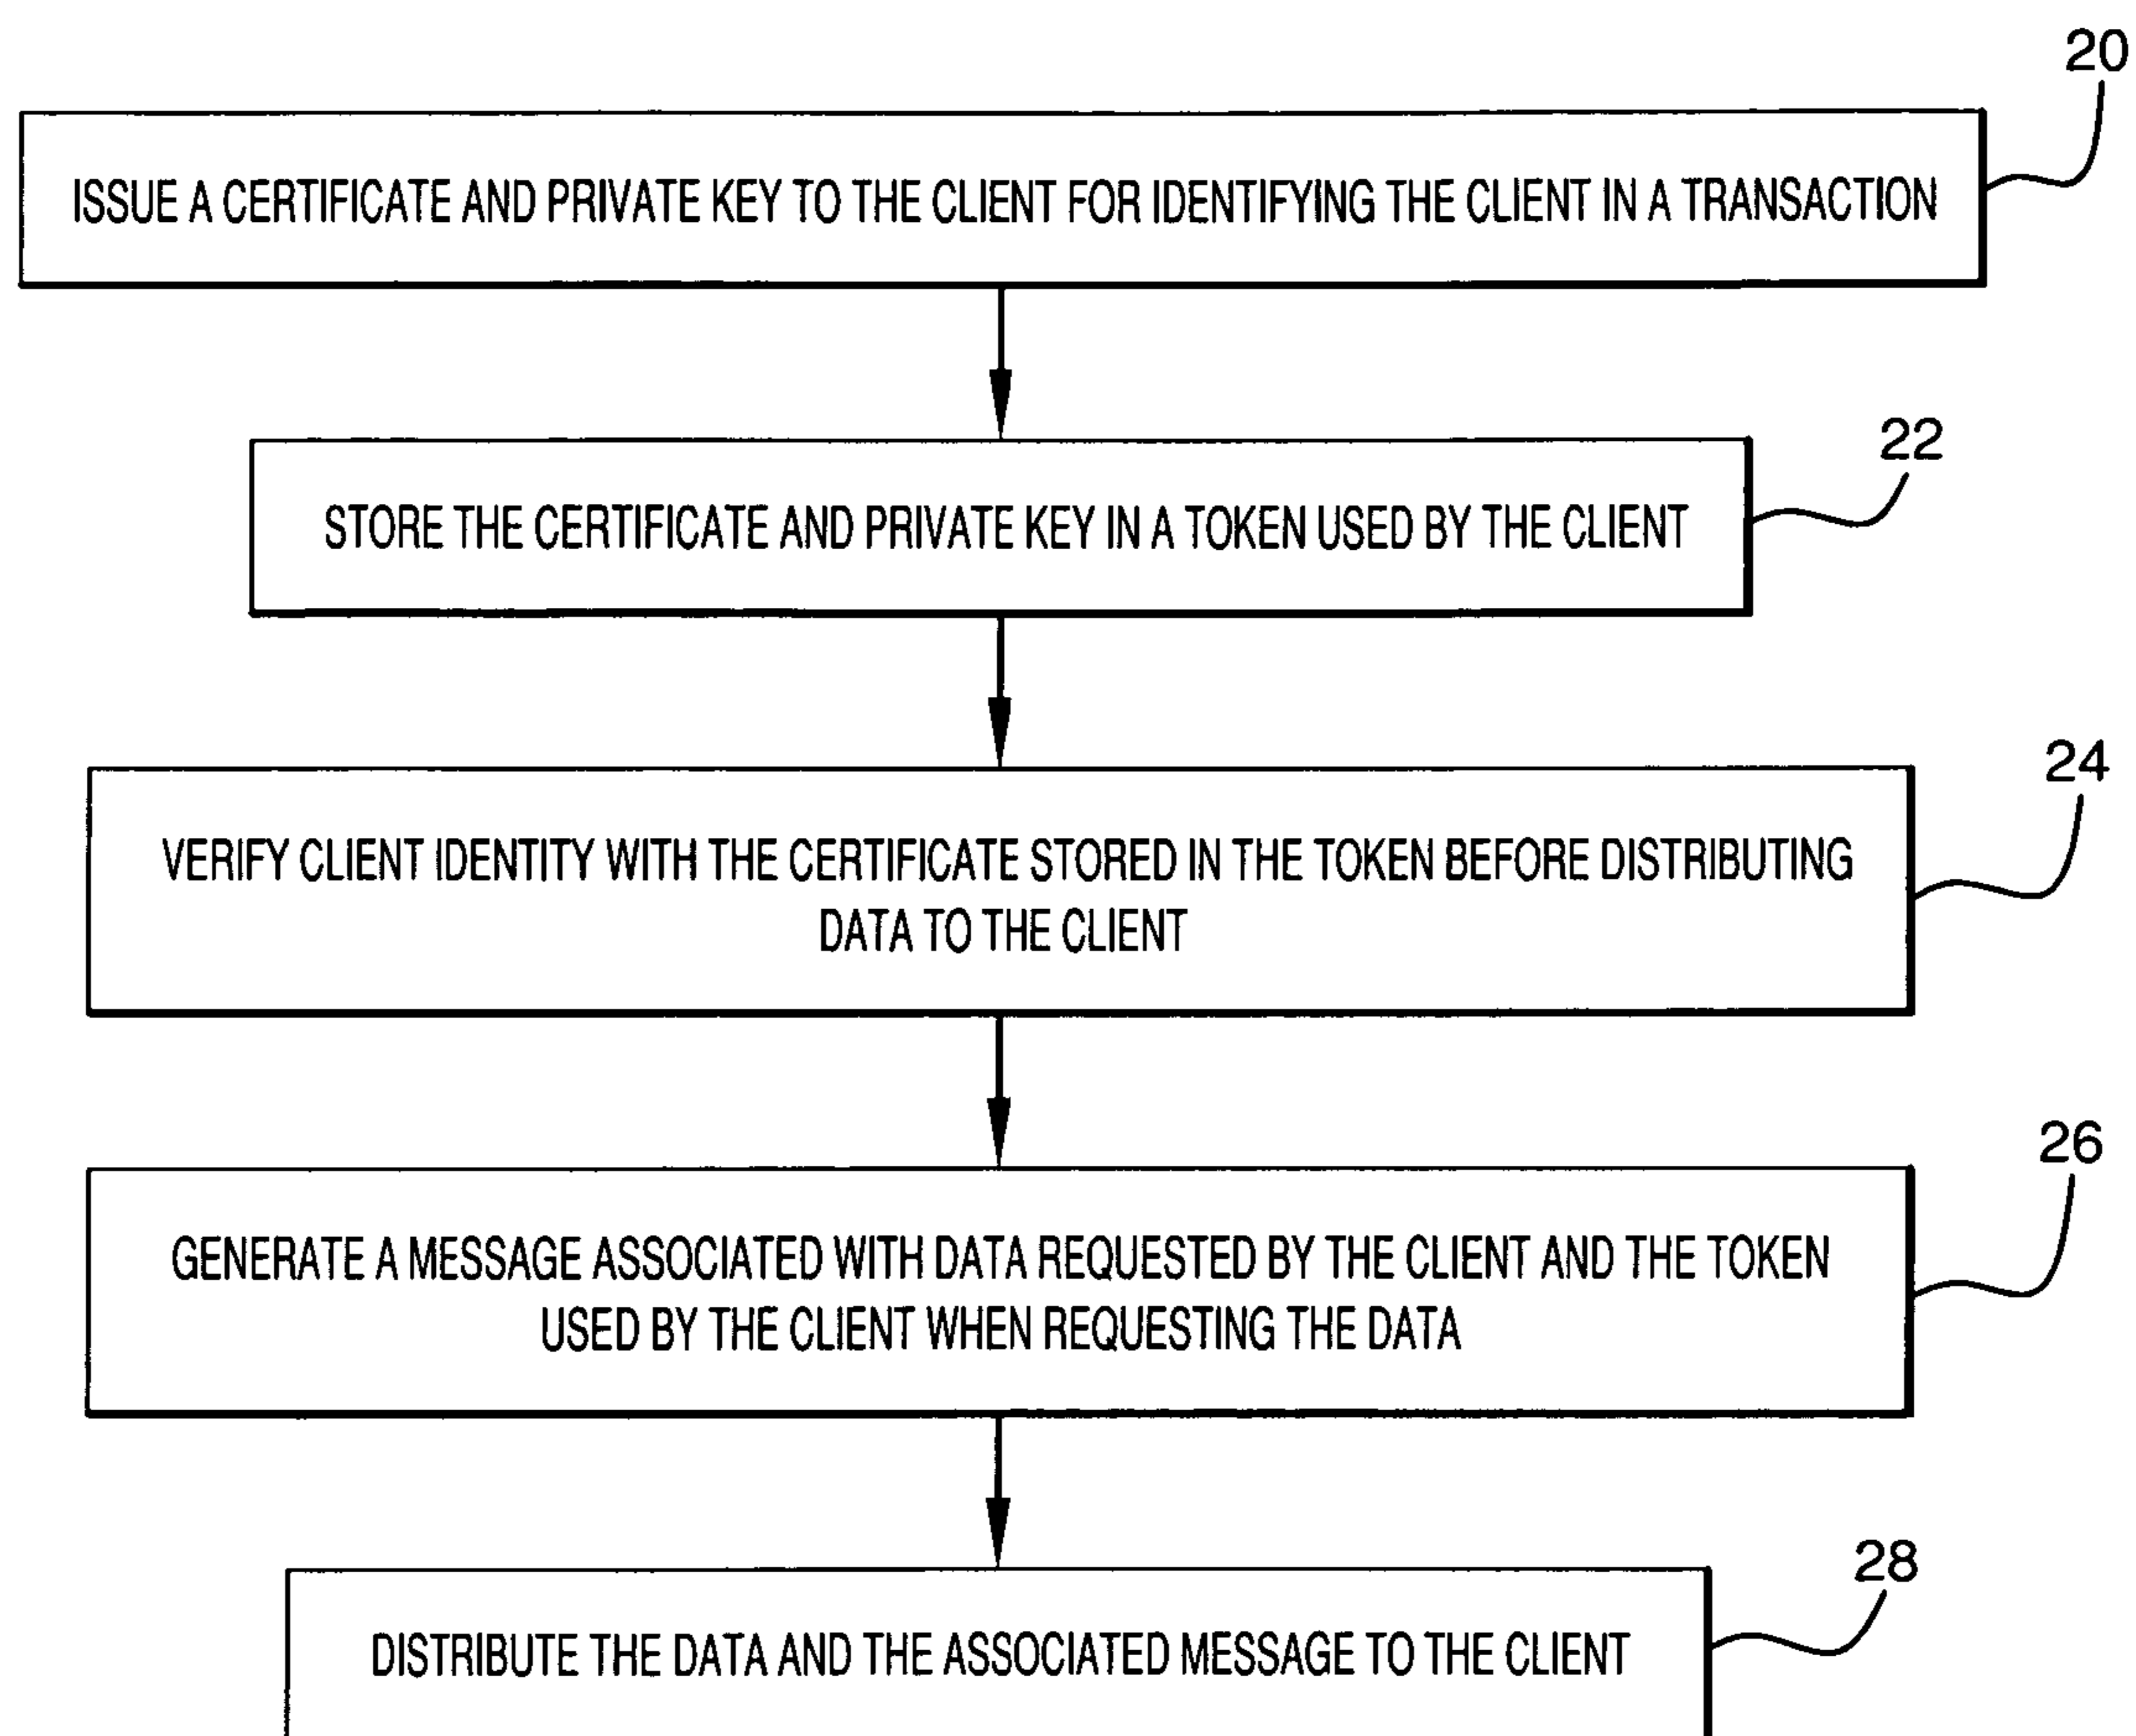 20
ISSUE A CERTIFICATE AND PRIVATE KEY TO THE CLIENT FOR IDENTIFYING THE CLIENT IN A TRANSACTION
22
STORE THE CERTIFICATE AND PRIVATE KEY IN A TOKEN USED BY THE CLIENT
24
VERIFY CLIENT IDENTITY WITH THE CERTIFICATE STORED IN THE TOKEN BEFORE DISTRIBUTING
DATA TO THE CLIENT
26
GENERATE A MESSAGE ASSOCIATED WITH DATA REQUESTED BY THE CLIENT AND THE TOKEN
USED BY THE CLIENT WHEN REQUESTING THE DATA
28
DISTRIBUTE THE DATA AND THE ASSOCIATED MESSAGE TO THE CLIENT